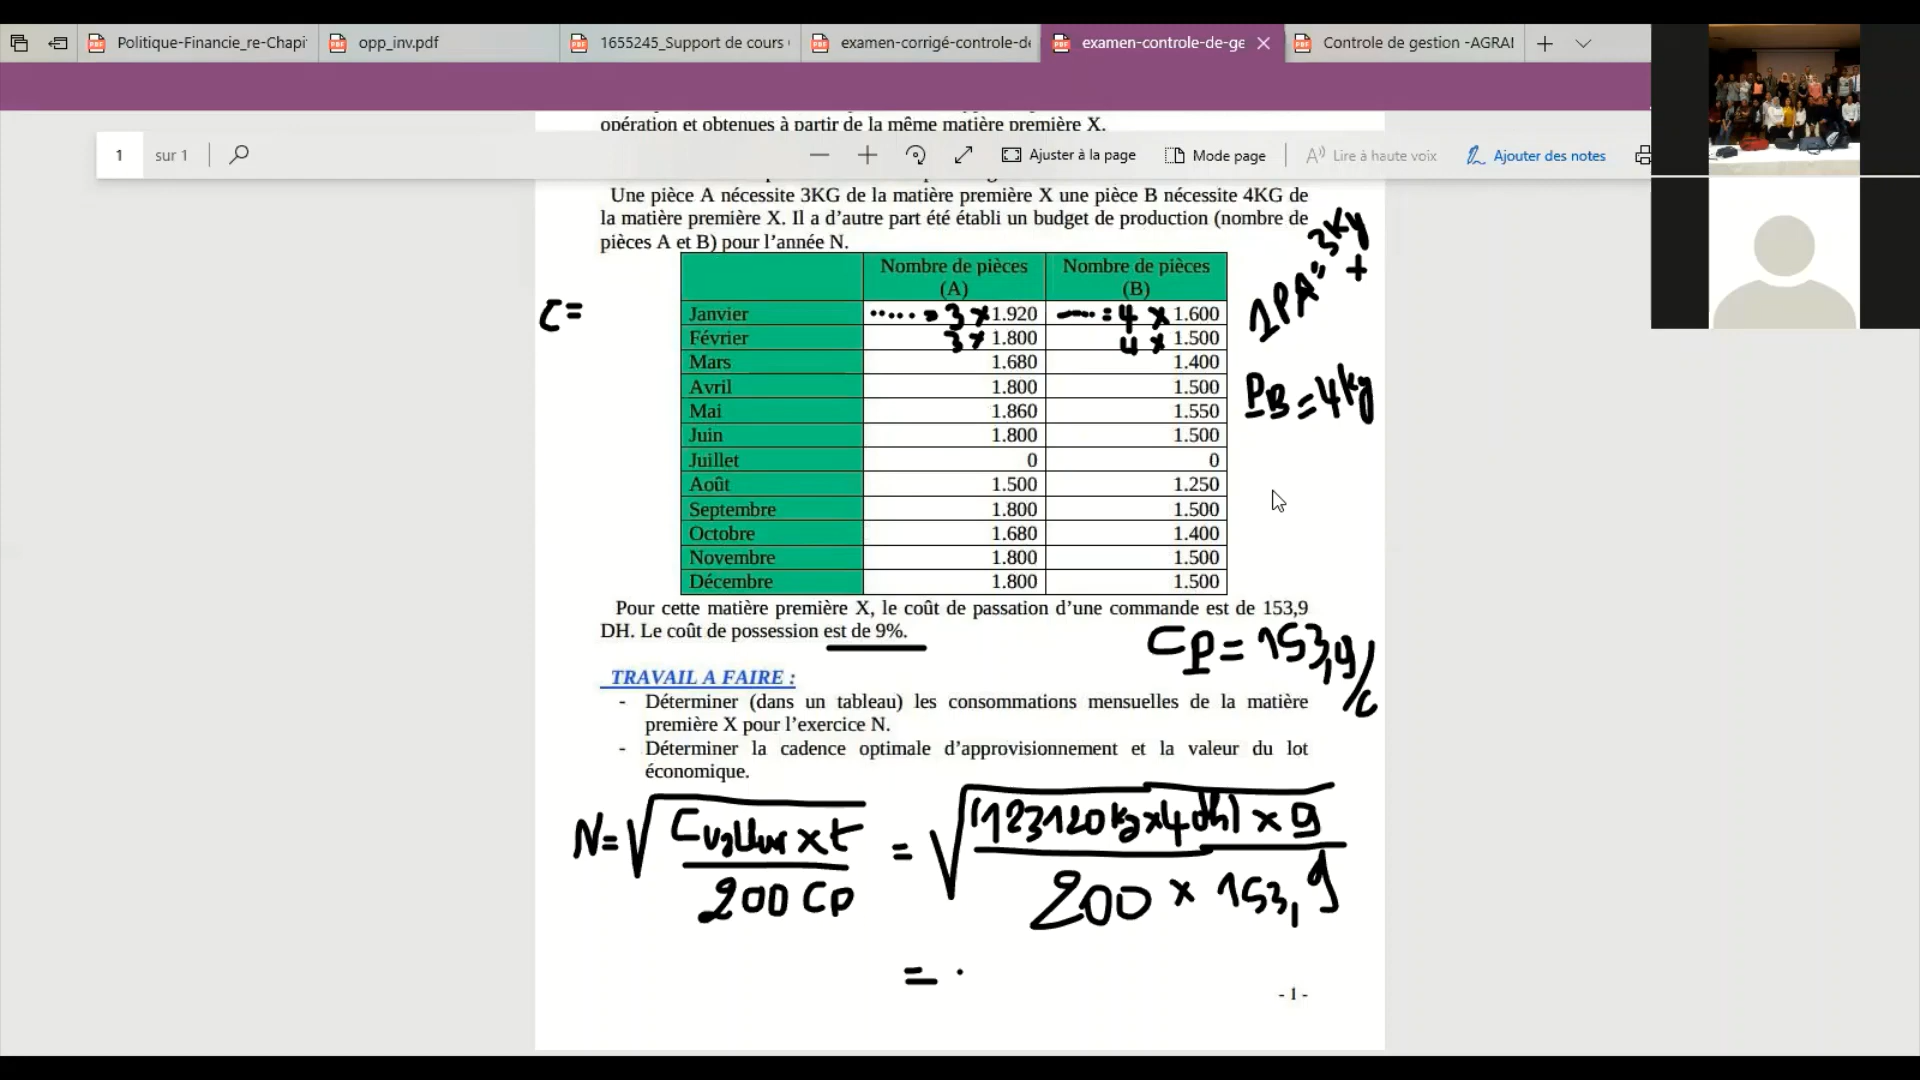 Politique-Financie_re-Chapi
opp_inv.pdf
1655245_Support de cours
examen-corrigé-controle-de
examen-controle-de-ge
Controle de gestion -AGRAI
opération et obtenues à partir de la même matière première X.
1 sur 1
Ajuster à la page
Mode page
Lire à haute voix
Ajouter des notes
Une pièce A nécessite 3KG de la matière première X une pièce B nécessite 4KG de
la matière première X. Il a d'autre part été établi un budget de production (nombre de
pièces A et B) pour l'année N.
Nombre de pièces (A) Nombre de pièces (B)
Janvier ..... = 3 × 1.920 = 4 × 1.600
Février 3 × 1.800 4 × 1.500
Mars 1.680 1.400
Avril 1.800 1.500
Mai 1.860 1.550
Juin 1.800 1.500
Juillet 0 0
Août 1.500 1.250
Septembre 1.800 1.500
Octobre 1.680 1.400
Novembre 1.800 1.500
Décembre 1.800 1.500
C =
1PA = 3Kg
+
PB = 4kg
Pour cette matière première X, le coût de passation d'une commande est de 153,9
DH. Le coût de possession est de 9%.
CP = 153,9/C
TRAVAIL A FAIRE :
- Déterminer (dans un tableau) les consommations mensuelles de la matière
première X pour l'exercice N.
- Déterminer la cadence optimale d'approvisionnement et la valeur du lot
économique.
N = √ Cvaleur × t / 200 Cp = √ (123120 kg × 4 dh) × 9 / 200 × 153,9
= .
- 1 -